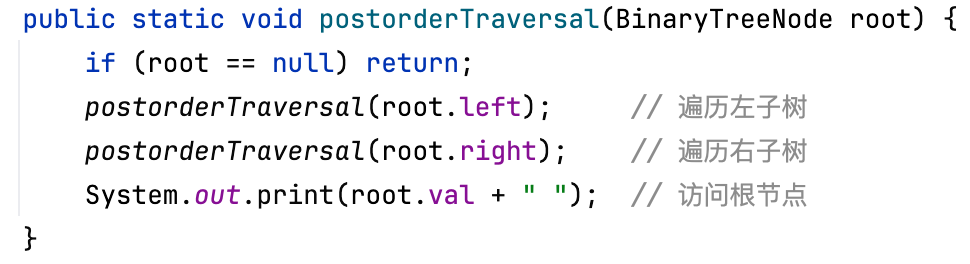 public static void postorderTraversal(BinaryTreeNode root) {
    if (root == null) return;
    postorderTraversal(root.left);     // 遍历左子树
    postorderTraversal(root.right);    // 遍历右子树
    System.out.print(root.val + " ");  // 访问根节点
}